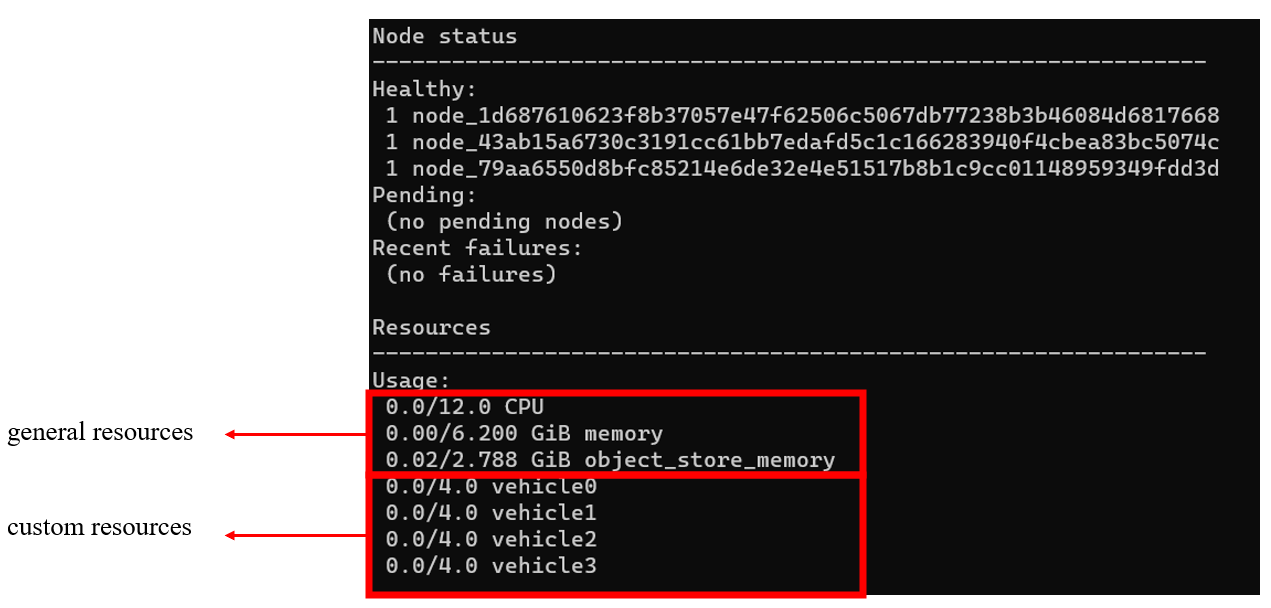 Node status
---------------------------------------------------------------
Healthy:
1 node_1d687610623f8b37057e47f62506c5067db77238b3b46084d6817668
1 node_43ab15a6730c3191cc61bb7edafd5c1c166283940f4cbea83bc5074c
1 node_79aa6550d8bfc85214e6de32e4e51517b8b1c9cc01148959349fdd3d
Pending:
(no pending nodes)
Recent failures:
(no failures)
Resources
---------------------------------------------------------------
Usage:
0.0/12.0 CPU
0.00/6.200 GiB memory
0.02/2.788 GiB object_store_memory
0.0/4.0 vehicle0
0.0/4.0 vehicle1
0.0/4.0 vehicle2
0.0/4.0 vehicle3
general resources
custom resources